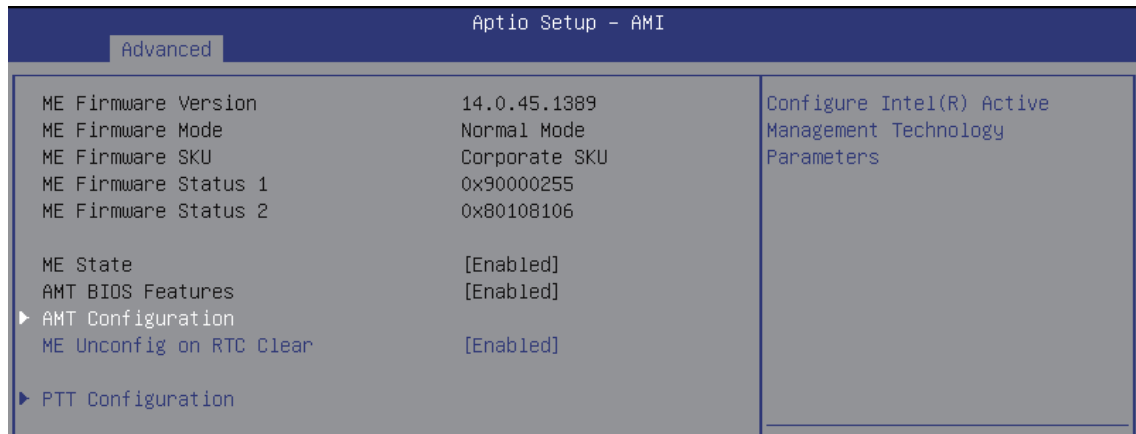 Aptio Setup – AMI
Advanced
ME Firmware Version 14.0.45.1389
ME Firmware Mode Normal Mode
ME Firmware SKU Corporate SKU
ME Firmware Status 1 0x90000255
ME Firmware Status 2 0x80108106
ME State [Enabled]
AMT BIOS Features [Enabled]
AMT Configuration
ME Unconfig on RTC Clear [Enabled]
PTT Configuration
Configure Intel(R) Active
Management Technology
Parameters